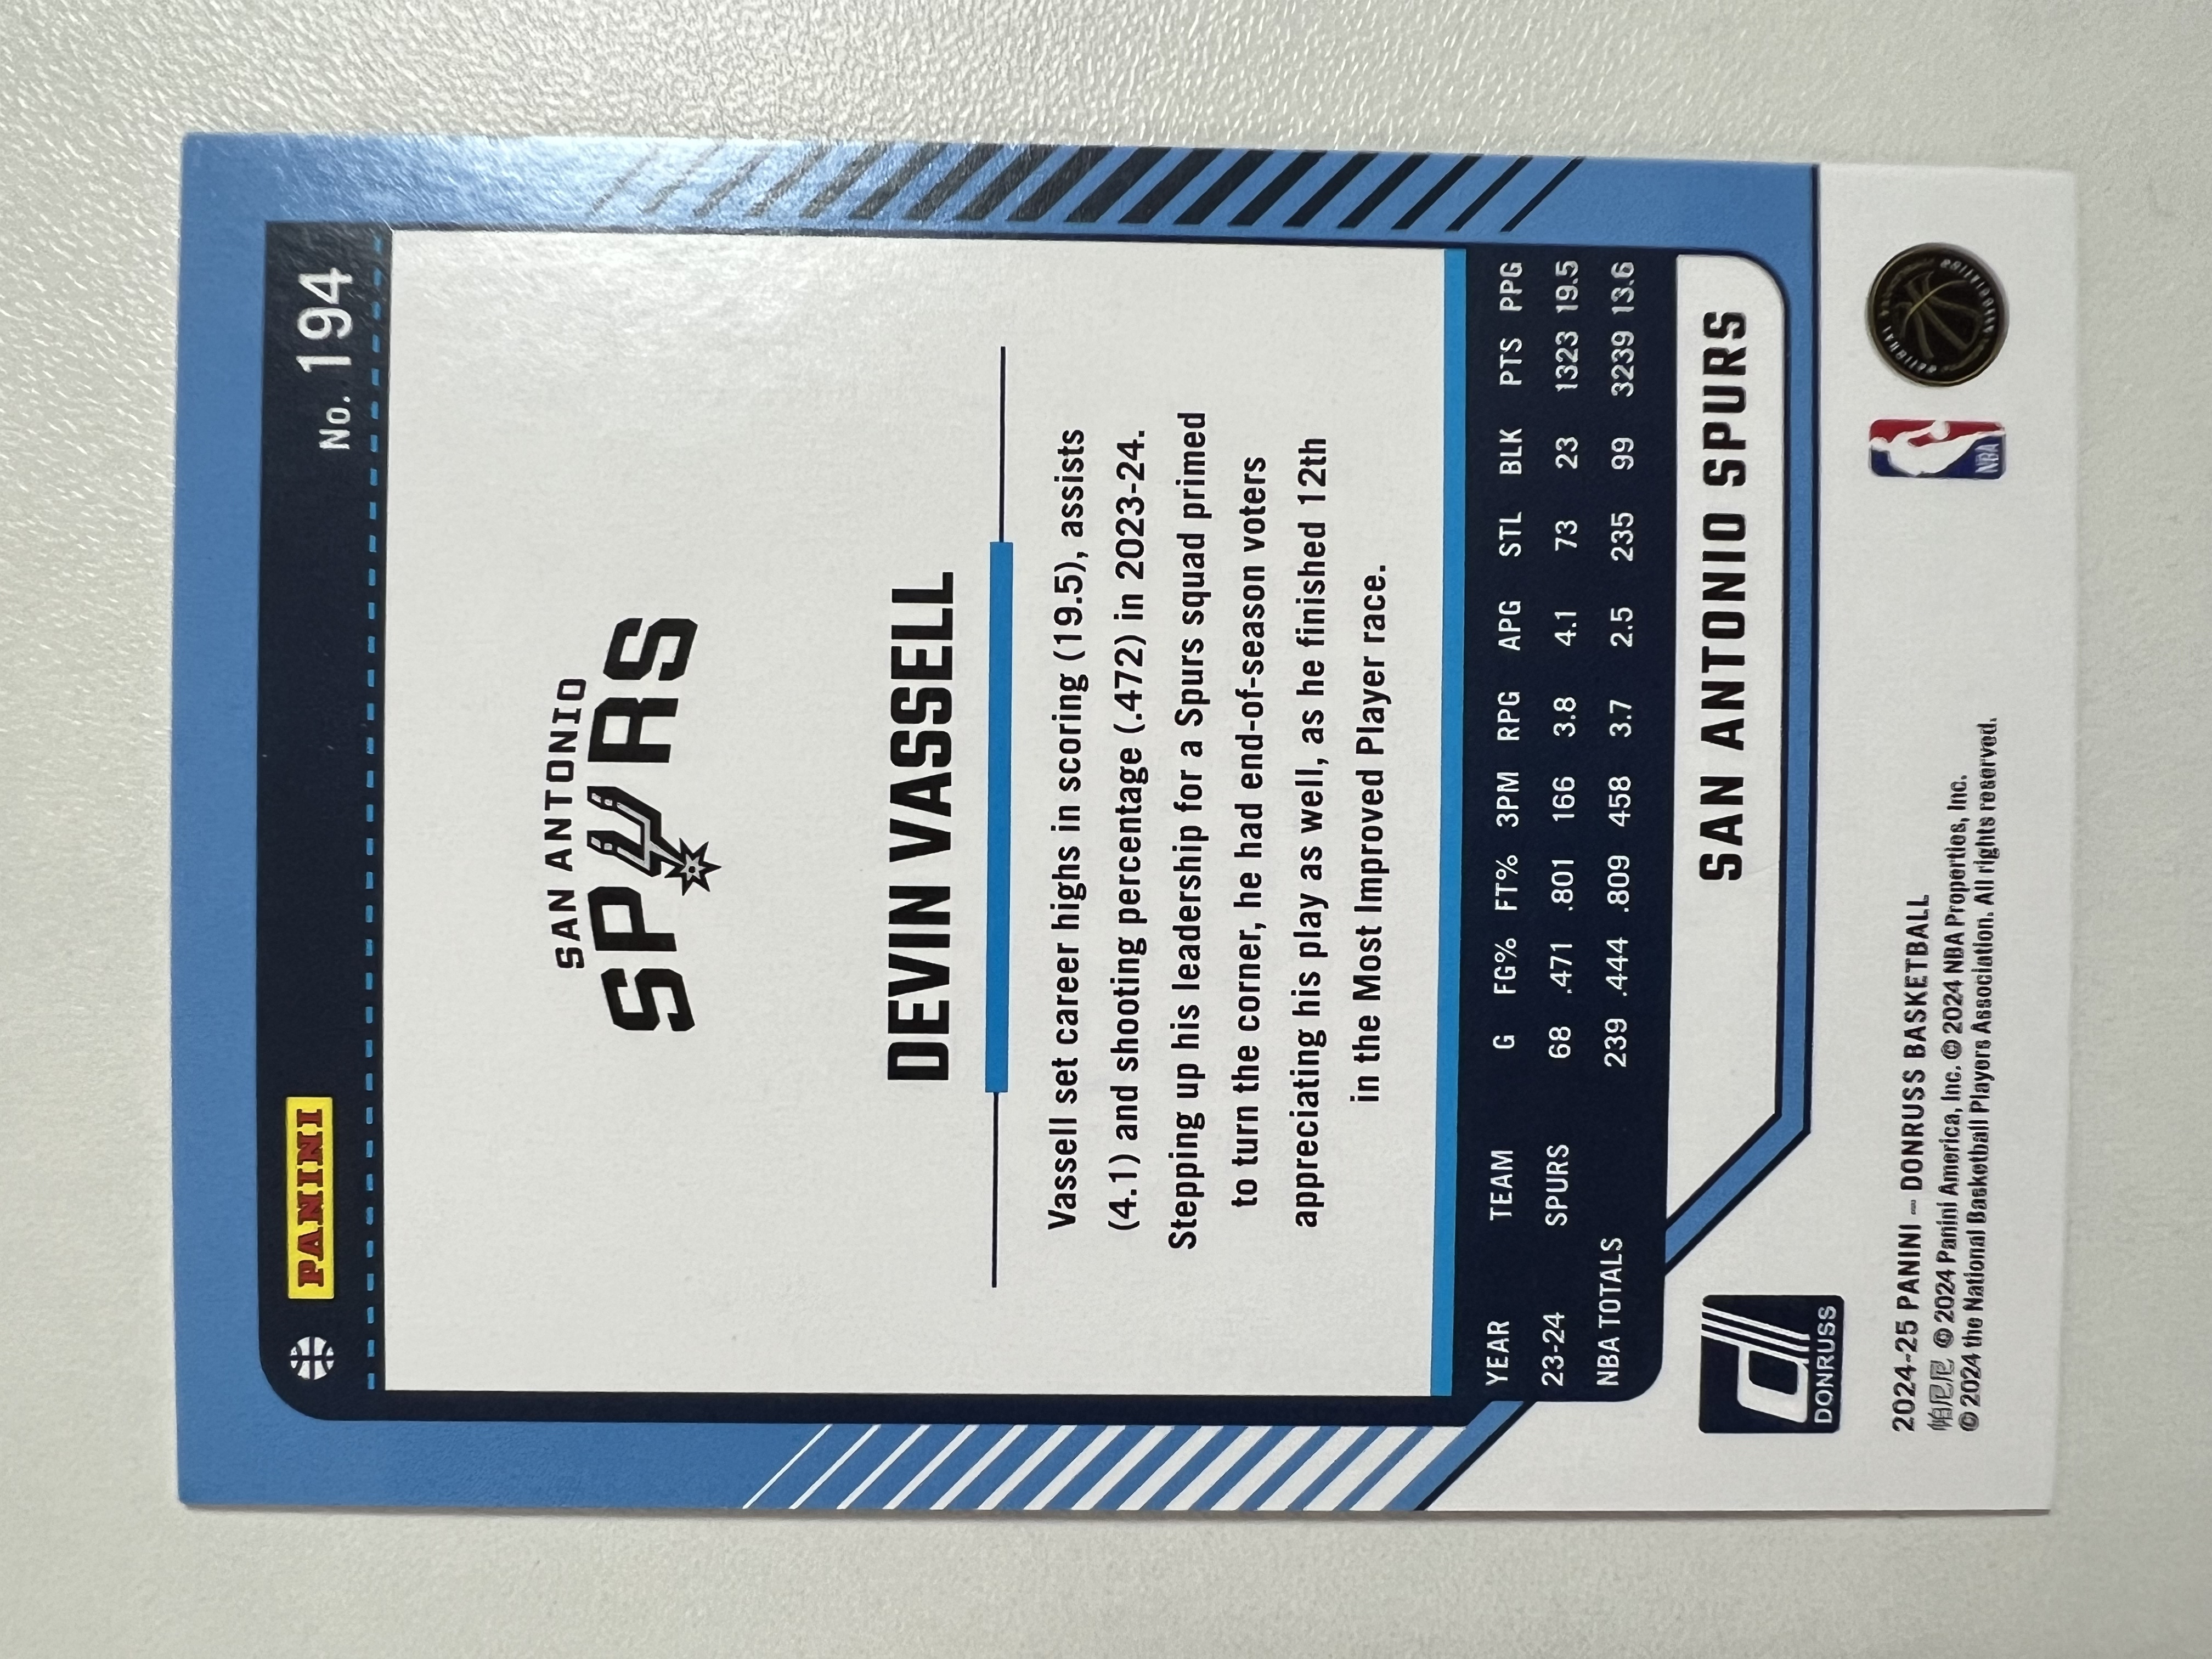 PANINI
No. 194
SAN ANTONIO
SPURS
DEVIN VASSELL
Vassell set career highs in scoring (19.5), assists
(4.1) and shooting percentage (.472) in 2023-24.
Stepping up his leadership for a Spurs squad primed
to turn the corner, he had end-of-season voters
appreciating his play as well, as he finished 12th
in the Most Improved Player race.
YEAR TEAM G FG% FT% 3PM RPG APG STL BLK PTS PPG
23-24 SPURS 68 .471 .801 166 3.8 4.1 73 23 1323 19.5
NBA TOTALS 239 .444 .809 458 3.7 2.5 235 99 3239 13.6
SAN ANTONIO SPURS
DONRUSS
2024-25 PANINI – DONRUSS BASKETBALL
帕尼尼 © 2024 Panini America, Inc. © 2024 NBA Properties, Inc.
© 2024 the National Basketball Players Association. All rights reserved.
NBA